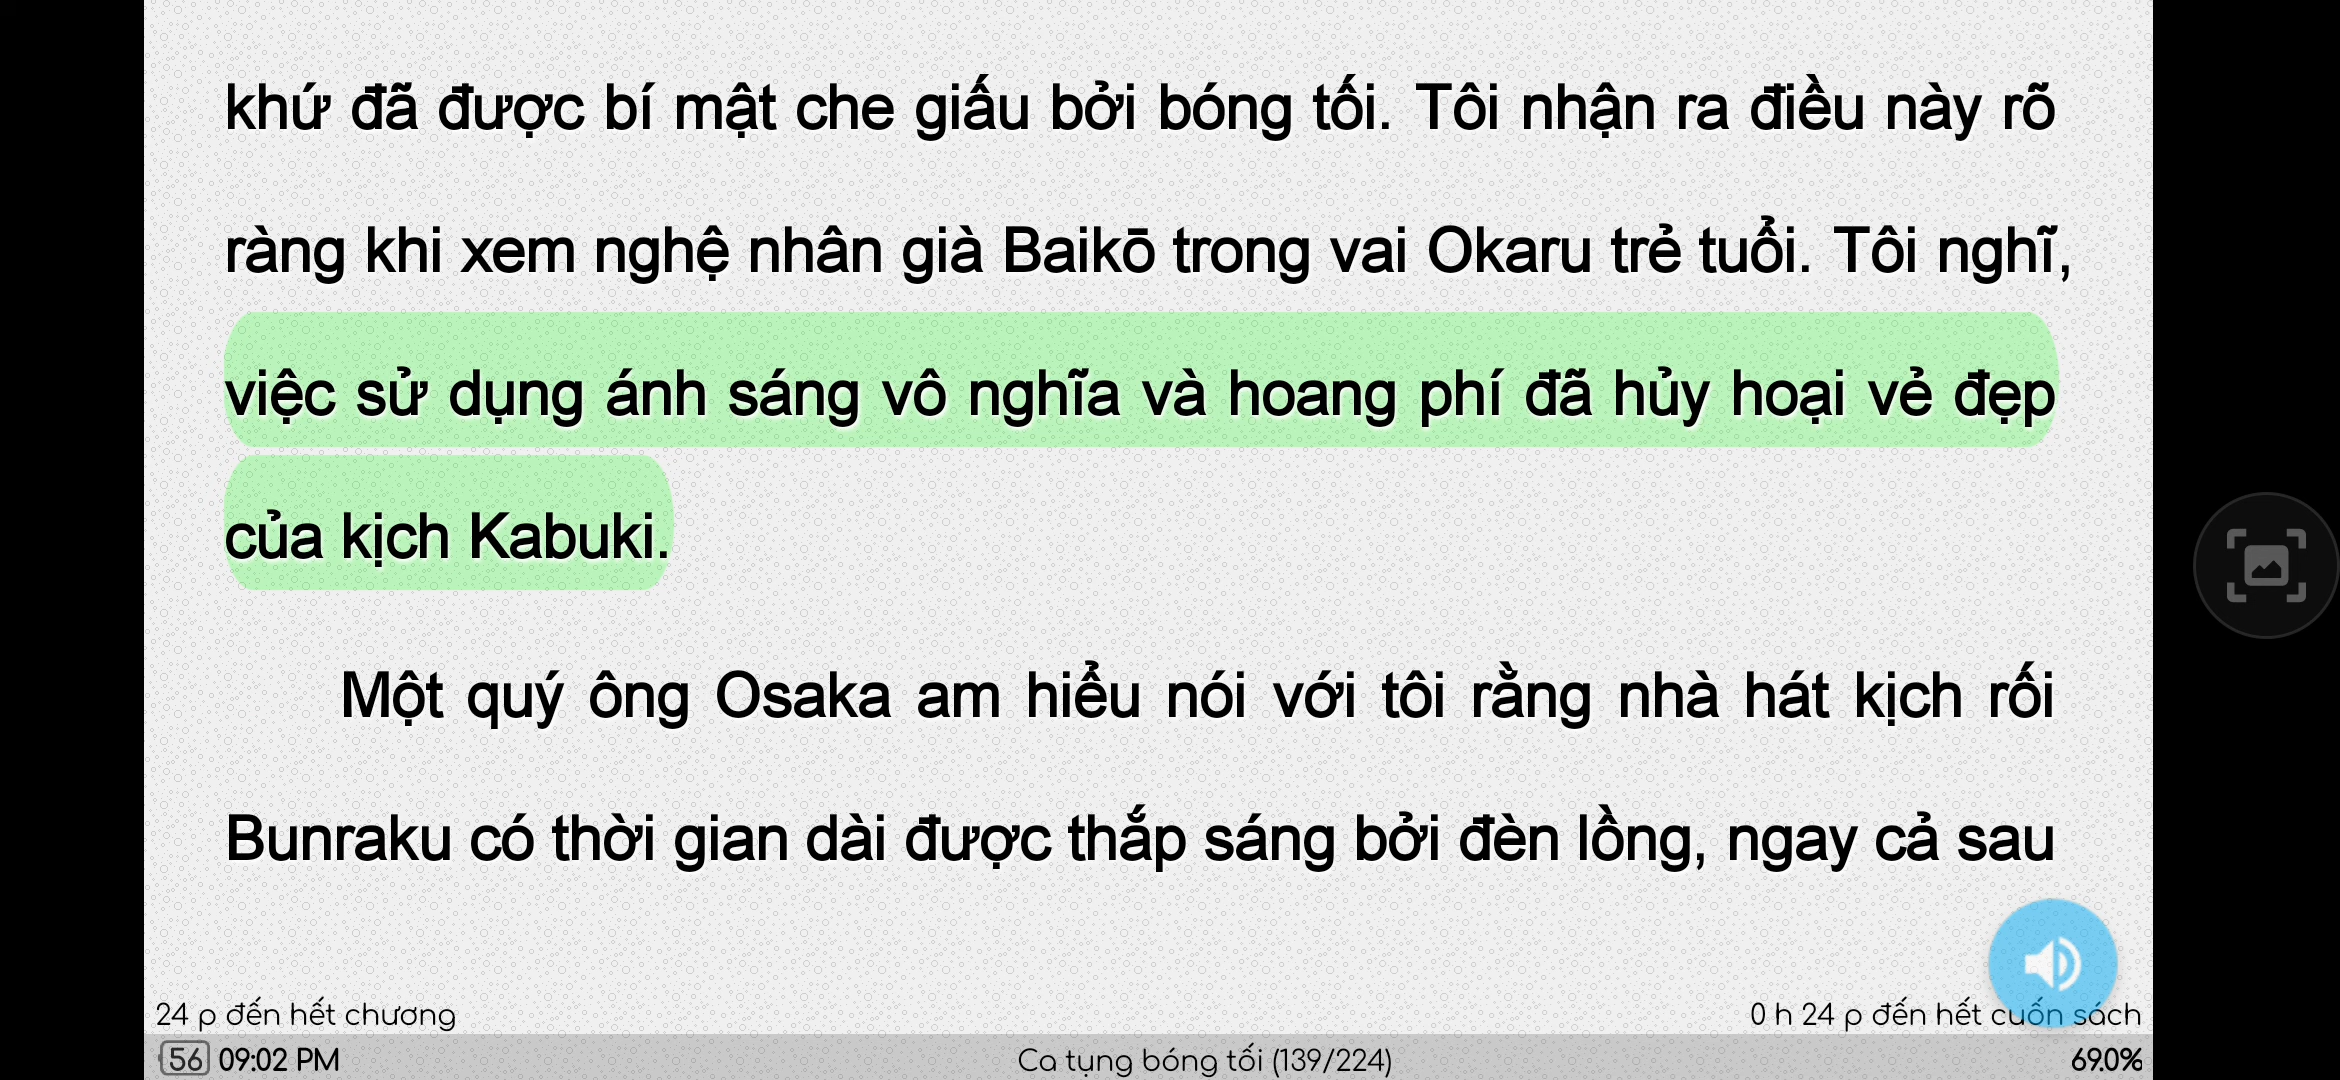 khứ đã được bí mật che giấu bởi bóng tối. Tôi nhận ra điều này rõ
ràng khi xem nghệ nhân già Baikō trong vai Okaru trẻ tuổi. Tôi nghĩ,
việc sử dụng ánh sáng vô nghĩa và hoang phí đã hủy hoại vẻ đẹp
của kịch Kabuki.
Một quý ông Osaka am hiểu nói với tôi rằng nhà hát kịch rối
Bunraku có thời gian dài được thắp sáng bởi đèn lồng, ngay cả sau
24 p đến hết chương
0 h 24 p đến hết cuốn sách
56 09:02 PM
Ca tụng bóng tối (139/224)
69.0%